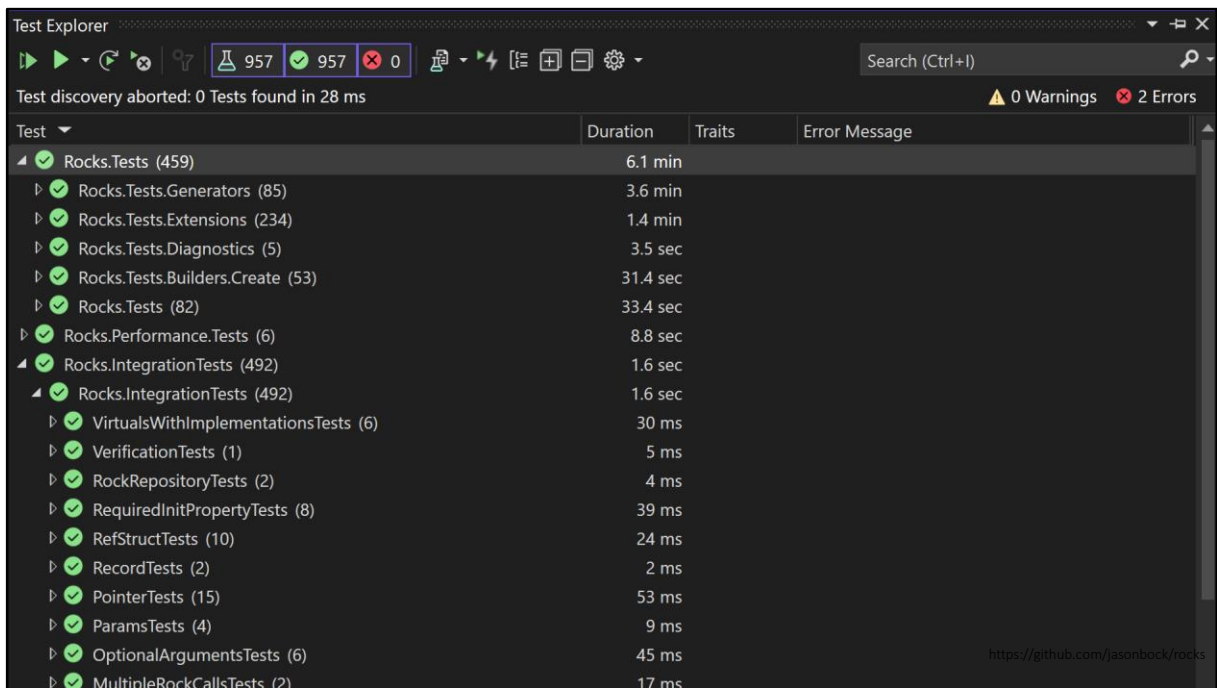 Test Explorer
957 957 0 Search (Ctrl+I)
Test discovery aborted: 0 Tests found in 28 ms 0 Warnings 2 Errors
Test Duration Traits Error Message
Rocks.Tests (459) 6.1 min
Rocks.Tests.Generators (85) 3.6 min
Rocks.Tests.Extensions (234) 1.4 min
Rocks.Tests.Diagnostics (5) 3.5 sec
Rocks.Tests.Builders.Create (53) 31.4 sec
Rocks.Tests (82) 33.4 sec
Rocks.Performance.Tests (6) 8.8 sec
Rocks.IntegrationTests (492) 1.6 sec
Rocks.IntegrationTests (492) 1.6 sec
VirtualsWithImplementationsTests (6) 30 ms
VerificationTests (1) 5 ms
RockRepositoryTests (2) 4 ms
RequiredInitPropertyTests (8) 39 ms
RefStructTests (10) 24 ms
RecordTests (2) 2 ms
PointerTests (15) 53 ms
ParamsTests (4) 9 ms
OptionalArgumentsTests (6) 45 ms https://github.com/jasonbock/rocks
MultipleRockCallsTests (2) 17 ms